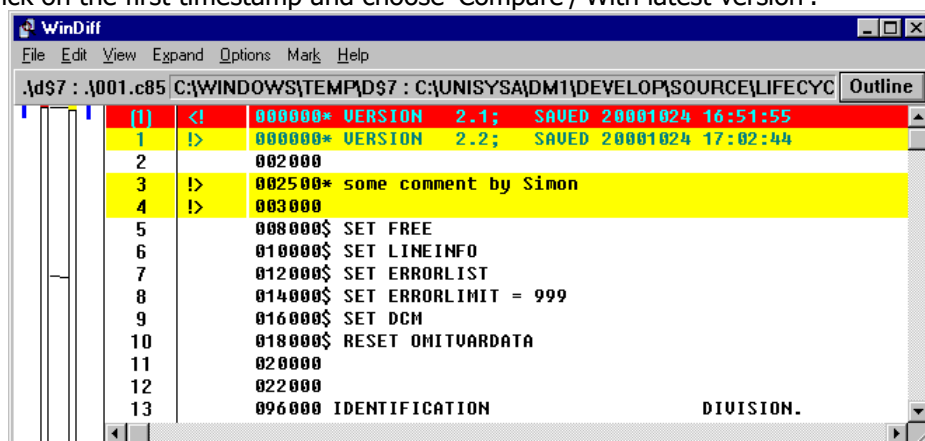 lick on the first timestamp and choose 'Compare / With latest version'.
WinDiff
File Edit View Expand Options Mark Help
.\d$7 : .\001.c85 C:\WINDOWS\TEMP\D$7 : C:\UNISYSA\DM1\DEVELOP\SOURCE\LIFECYC Outline
(1) <! 000000* VERSION 2.1; SAVED 20001024 16:51:55
1 !> 000000* VERSION 2.2; SAVED 20001024 17:02:44
2 002000
3 !> 002500* some comment by Simon
4 !> 003000
5 008000$ SET FREE
6 010000$ SET LINEINFO
7 012000$ SET ERRORLIST
8 014000$ SET ERRORLIMIT = 999
9 016000$ SET DCM
10 018000$ RESET OMITVARDATA
11 020000
12 022000
13 096000 IDENTIFICATION DIVISION.